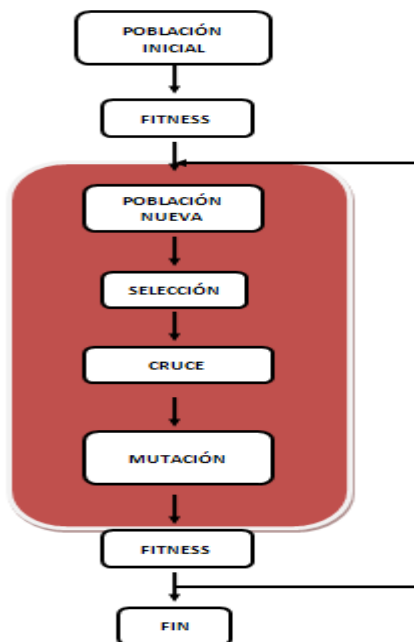 POBLACIÓN
INICIAL
FITNESS
POBLACIÓN
NUEVA
SELECCIÓN
CRUCE
MUTACIÓN
FITNESS
FIN